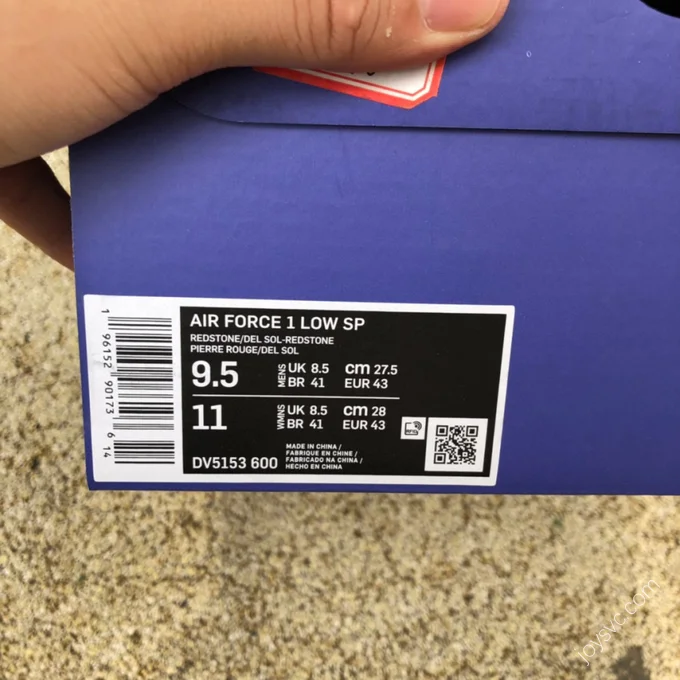 AIR FORCE 1 LOW SP
REDSTONE/DEL SOL-REDSTONE
PIERRE ROUGE/DEL SOL
9.5 MENS UK 8.5 cm 27.5
BR 41 EUR 43
11 WMNS UK 8.5 cm 28
BR 41 EUR 43
DV5153 600
MADE IN CHINA /
FABRIQUE EN CHINE /
FABRICADO NA CHINA /
HECHO EN CHINA
1 96152 90173 6 14
joysvc.com